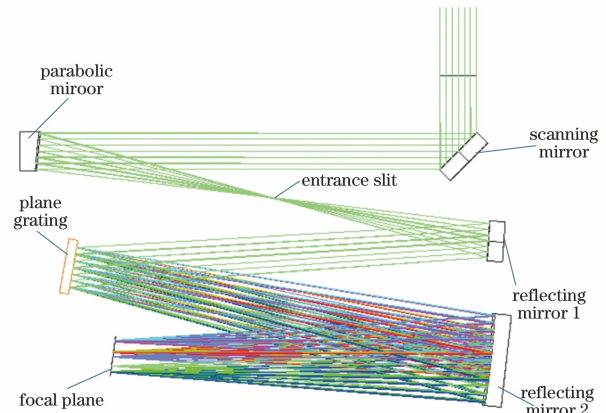 parabolic
miroor
scanning
mirror
entrance slit
plane
grating
reflecting
mirror 1
focal plane
reflecting
mirror 2